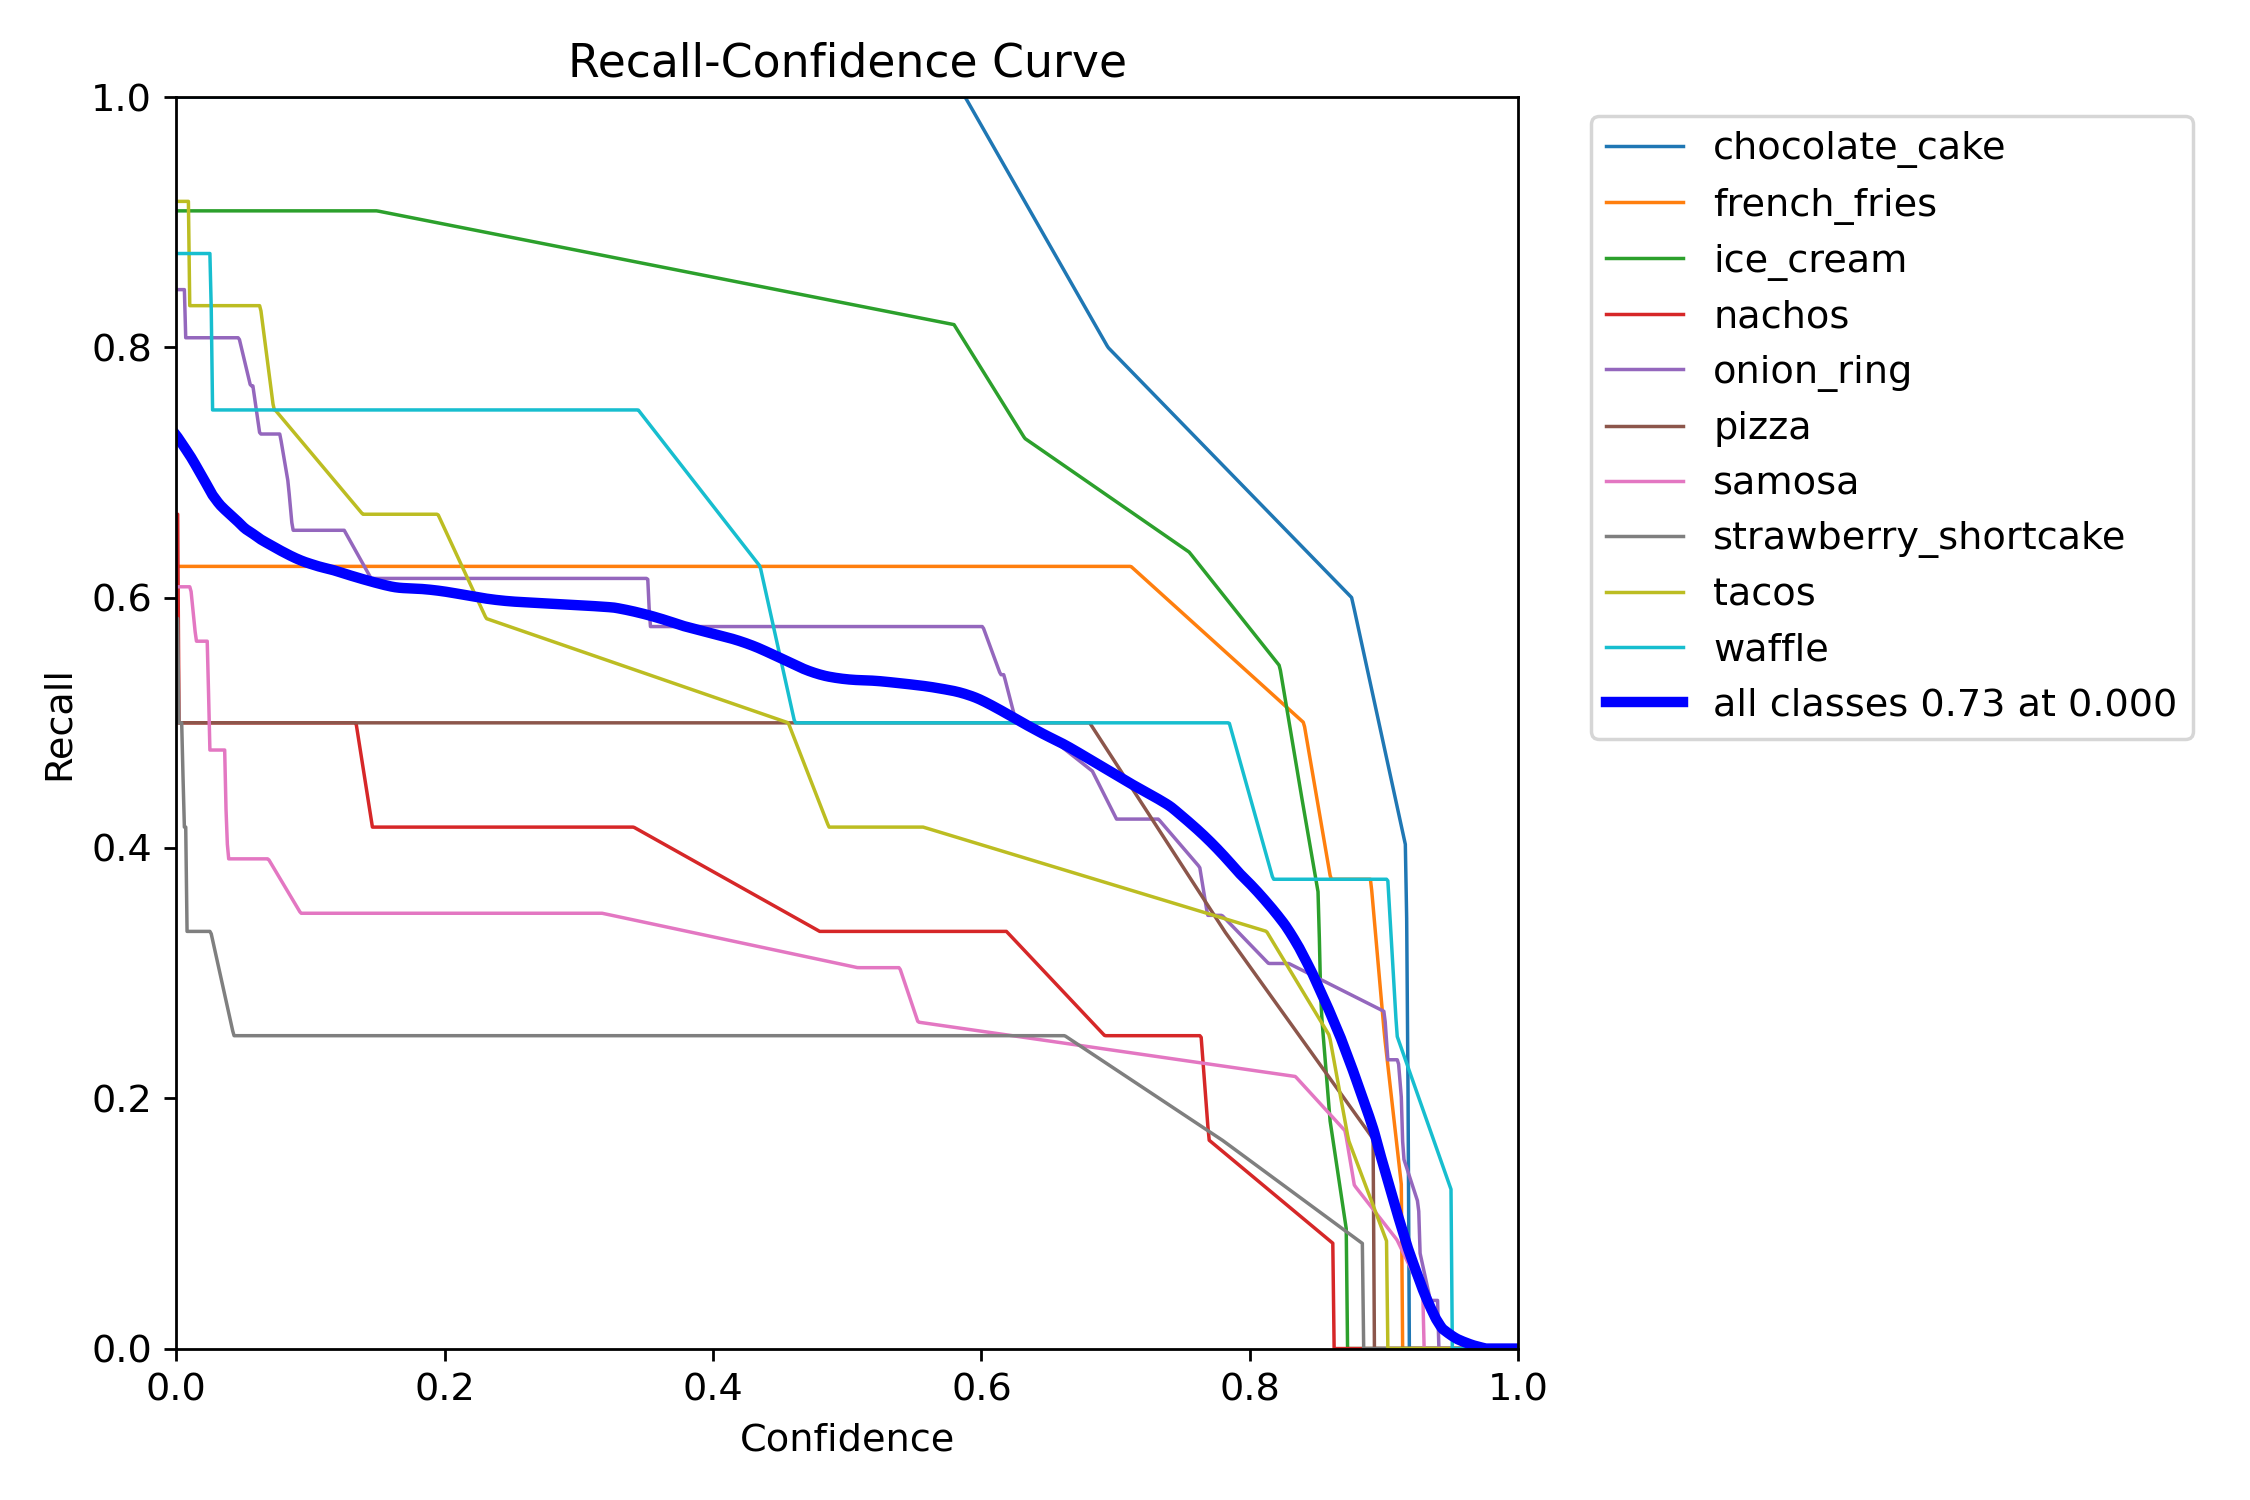 Recall-Confidence Curve
1.0
0.8
0.6
0.4
0.2
0.0
Recall
0.0 0.2 0.4 0.6 0.8 1.0
Confidence
chocolate_cake
french_fries
ice_cream
nachos
onion_ring
pizza
samosa
strawberry_shortcake
tacos
waffle
all classes 0.73 at 0.000